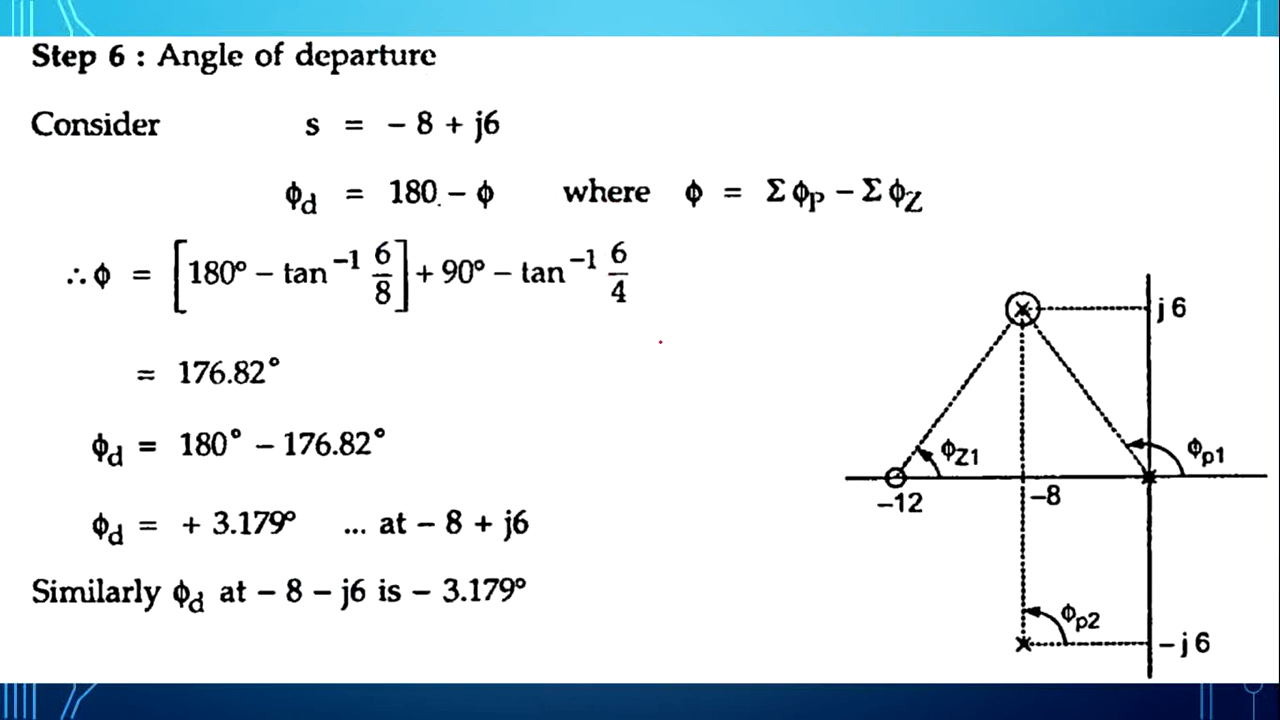 Step 6 : Angle of departure
Consider s = – 8 + j6
ϕd = 180 – ϕ where ϕ = Σ ϕP – Σ ϕZ
∴ ϕ = [180° – tan⁻¹ 6/8] + 90° – tan⁻¹ 6/4
= 176.82°
ϕd = 180° – 176.82°
ϕd = + 3.179° ... at – 8 + j6
Similarly ϕd at – 8 – j6 is – 3.179°
j 6
ϕZ1
ϕp1
–12
–8
ϕp2
– j 6